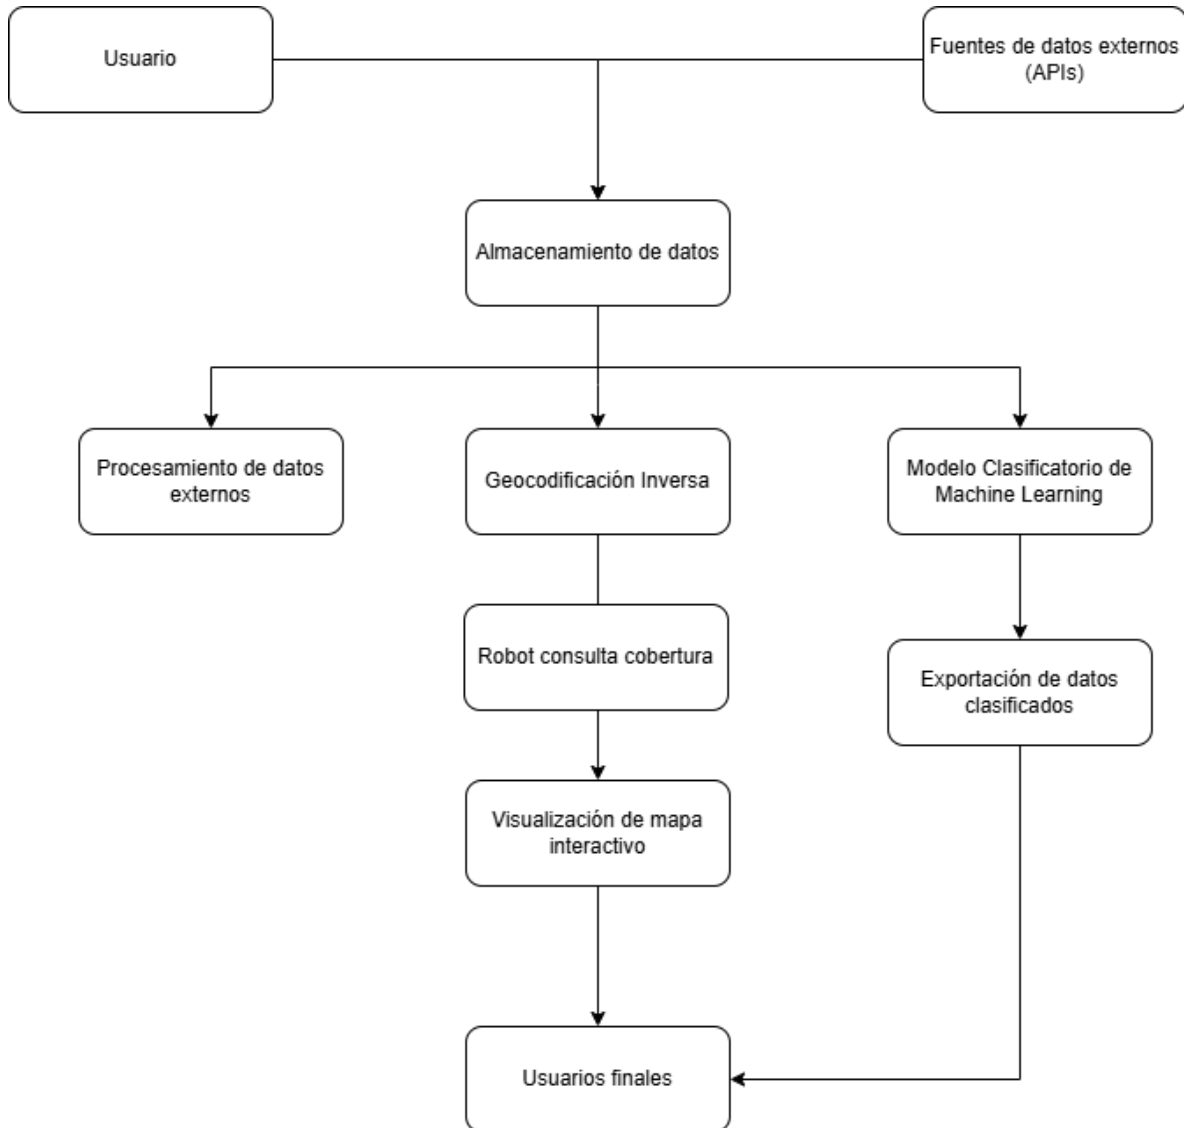 Usuario
Fuentes de datos externos
(APIs)
Almacenamiento de datos
Procesamiento de datos
externos
Geocodificación Inversa
Modelo Clasificatorio de
Machine Learning
Robot consulta cobertura
Exportación de datos
clasificados
Visualización de mapa
interactivo
Usuarios finales